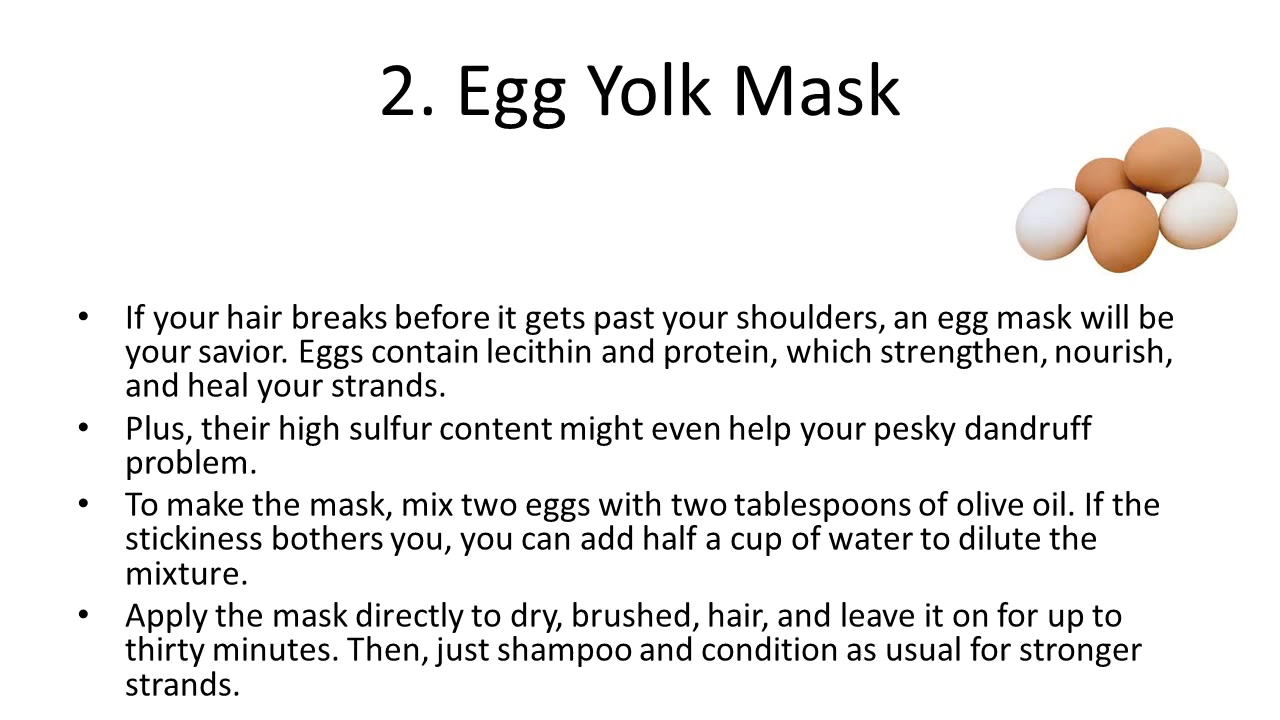 2. Egg Yolk Mask
• If your hair breaks before it gets past your shoulders, an egg mask will be
your savior. Eggs contain lecithin and protein, which strengthen, nourish,
and heal your strands.
• Plus, their high sulfur content might even help your pesky dandruff
problem.
• To make the mask, mix two eggs with two tablespoons of olive oil. If the
stickiness bothers you, you can add half a cup of water to dilute the
mixture.
• Apply the mask directly to dry, brushed, hair, and leave it on for up to
thirty minutes. Then, just shampoo and condition as usual for stronger
strands.